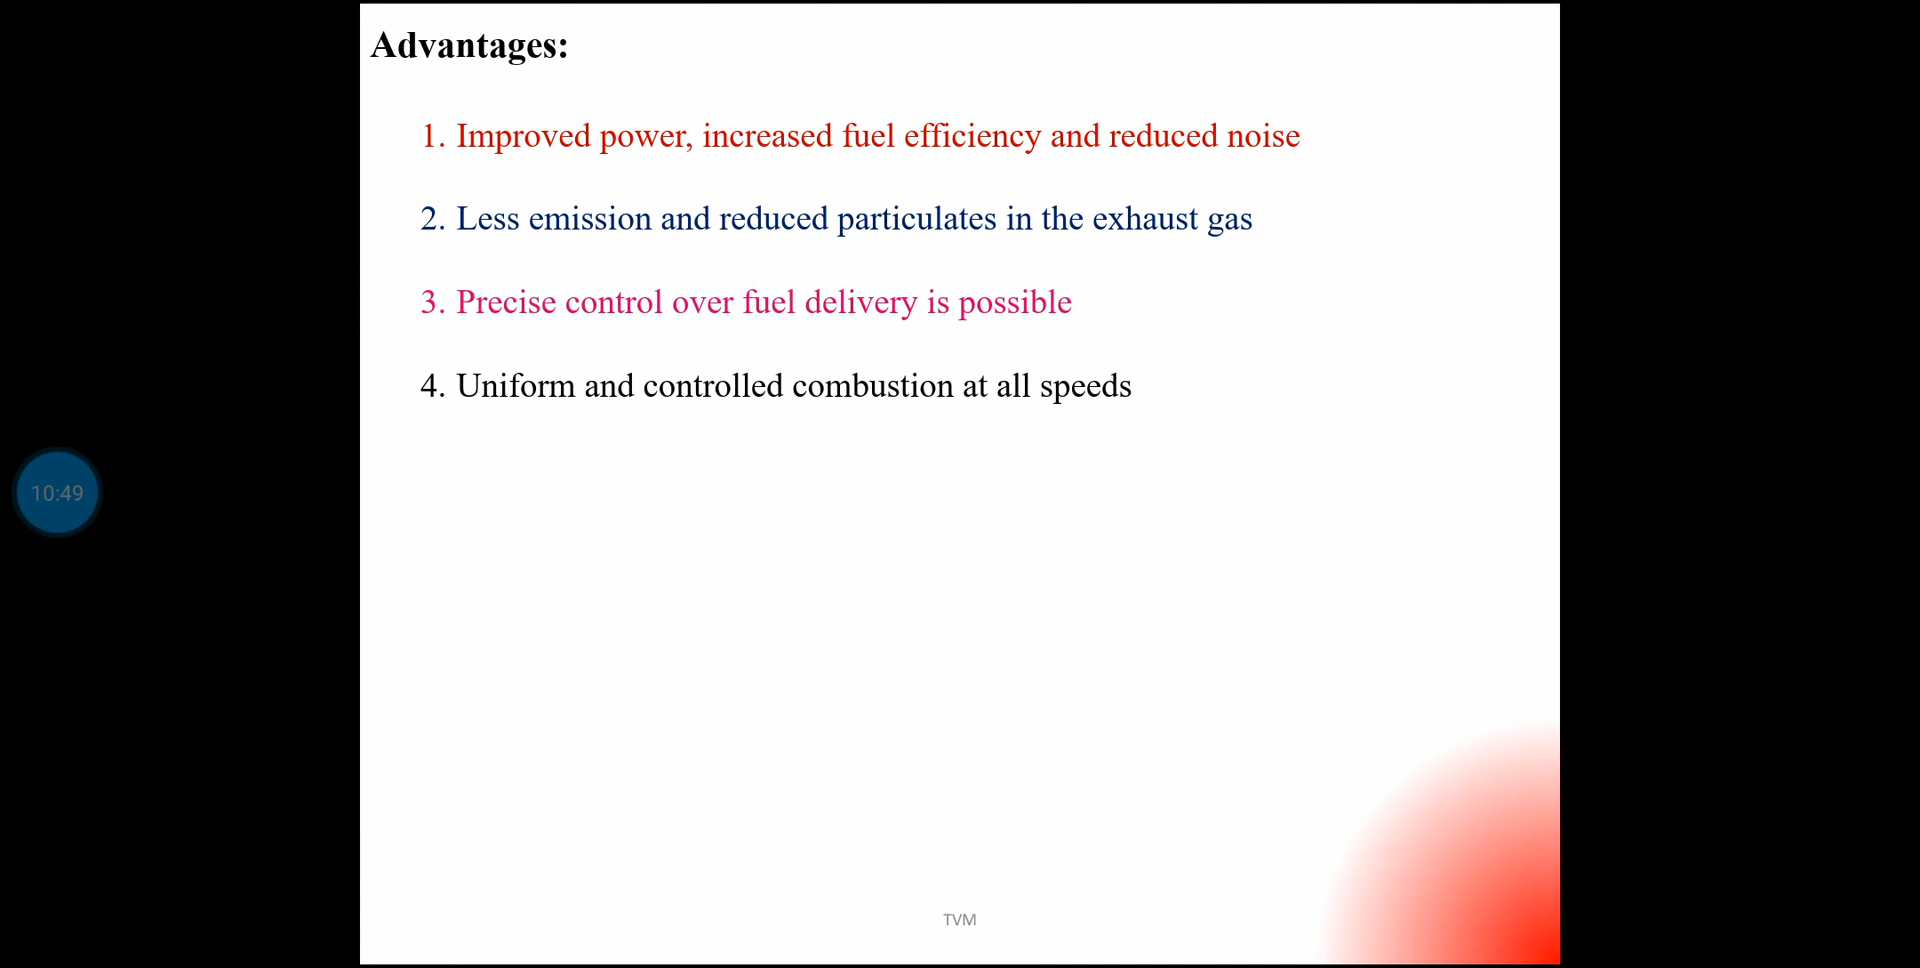 Advantages:
1. Improved power, increased fuel efficiency and reduced noise
2. Less emission and reduced particulates in the exhaust gas
3. Precise control over fuel delivery is possible
4. Uniform and controlled combustion at all speeds
10:49
TVM